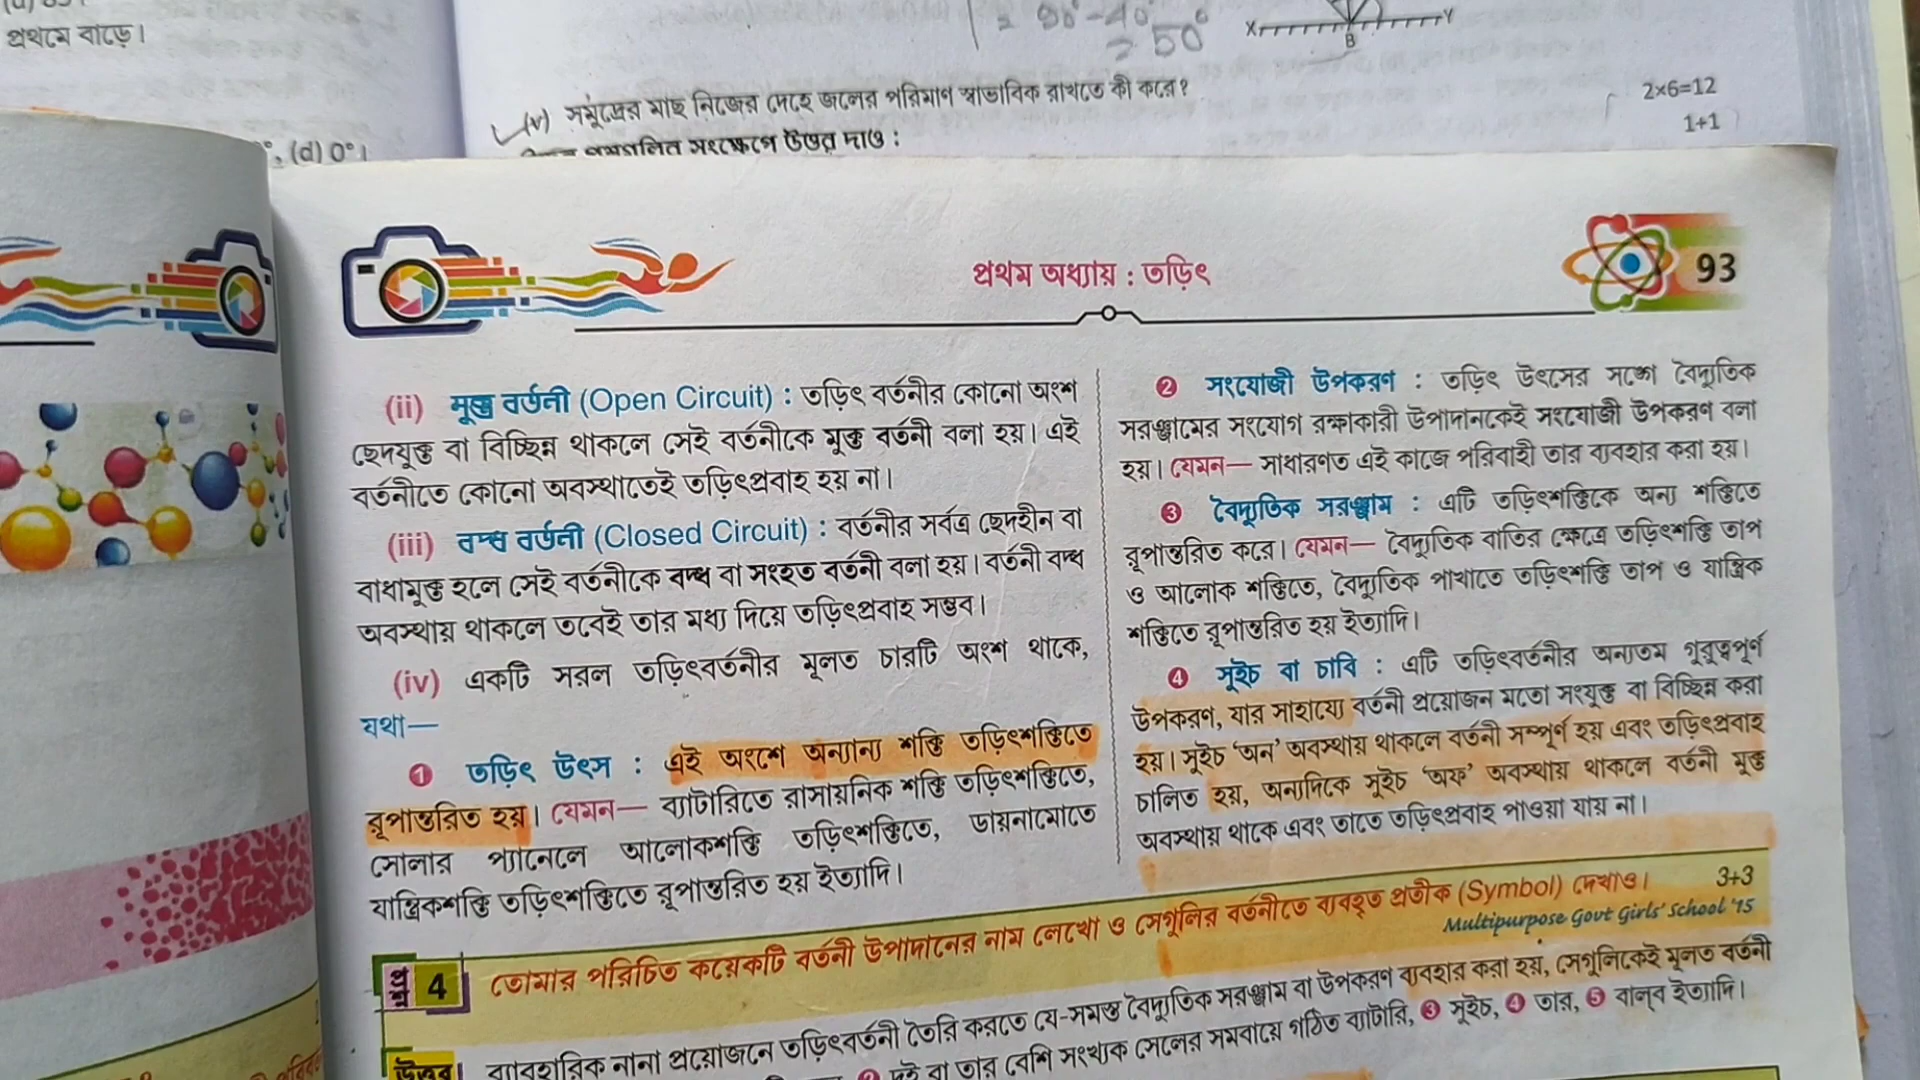 প্রথমে বাড়ে।
= 90° - 40°
= 50°
X
Y
B
(v) সমুদ্রের মাছ নিজের দেহে জলের পরিমাণ স্বাভাবিক রাখতে কী করে?
2×6=12
সংক্ষেপে উত্তর দাও :
1+1
, (d) 0°।
প্রথম অধ্যায় : তড়িৎ
93
(ii) মুক্ত বর্তনী (Open Circuit) : তড়িৎ বর্তনীর কোনো অংশ
ছেদযুক্ত বা বিচ্ছিন্ন থাকলে সেই বর্তনীকে মুক্ত বর্তনী বলা হয়। এই
বর্তনীতে কোনো অবস্থাতেই তড়িৎপ্রবাহ হয় না।
(iii) বদ্ধ বর্তনী (Closed Circuit) : বর্তনীর সর্বত্র ছেদহীন বা
বাধামুক্ত হলে সেই বর্তনীকে বদ্ধ বা সংহত বর্তনী বলা হয়। বর্তনী বদ্ধ
অবস্থায় থাকলে তবেই তার মধ্য দিয়ে তড়িৎপ্রবাহ সম্ভব।
(iv) একটি সরল তড়িৎবর্তনীর মূলত চারটি অংশ থাকে,
যথা—
1 তড়িৎ উৎস : এই অংশে অন্যান্য শক্তি তড়িৎশক্তিতে
রূপান্তরিত হয়। যেমন— ব্যাটারিতে রাসায়নিক শক্তি তড়িৎশক্তিতে,
সোলার প্যানেলে আলোকশক্তি তড়িৎশক্তিতে, ডায়নামোতে
যান্ত্রিকশক্তি তড়িৎশক্তিতে রূপান্তরিত হয় ইত্যাদি।
2 সংযোজী উপকরণ : তড়িৎ উৎসের সঙ্গে বৈদ্যুতিক
সরঞ্জামের সংযোগ রক্ষাকারী উপাদানকেই সংযোজী উপকরণ বলা
হয়। যেমন— সাধারণত এই কাজে পরিবাহী তার ব্যবহার করা হয়।
3 বৈদ্যুতিক সরঞ্জাম : এটি তড়িৎশক্তিকে অন্য শক্তিতে
রূপান্তরিত করে। যেমন— বৈদ্যুতিক বাতির ক্ষেত্রে তড়িৎশক্তি তাপ
ও আলোক শক্তিতে, বৈদ্যুতিক পাখাতে তড়িৎশক্তি তাপ ও যান্ত্রিক
শক্তিতে রূপান্তরিত হয় ইত্যাদি।
4 সুইচ বা চাবি : এটি তড়িৎবর্তনীর অন্যতম গুরুত্বপূর্ণ
উপকরণ, যার সাহায্যে বর্তনী প্রয়োজন মতো সংযুক্ত বা বিচ্ছিন্ন করা
হয়। সুইচ ‘অন’ অবস্থায় থাকলে বর্তনী সম্পূর্ণ হয় এবং তড়িৎপ্রবাহ
চালিত হয়, অন্যদিকে সুইচ ‘অফ’ অবস্থায় থাকলে বর্তনী মুক্ত
অবস্থায় থাকে এবং তাতে তড়িৎপ্রবাহ পাওয়া যায় না।
প্রশ্ন 4 তোমার পরিচিত কয়েকটি বর্তনী উপাদানের নাম লেখো ও সেগুলির বর্তনীতে ব্যবহৃত প্রতীক (Symbol) দেখাও। 3+3
Multipurpose Govt Girls' School '15
উত্তর ব্যাবহারিক নানা প্রয়োজনে তড়িৎবর্তনী তৈরি করতে যে-সমস্ত বৈদ্যুতিক সরঞ্জাম বা উপকরণ ব্যবহার করা হয়, সেগুলিকেই মূলত বর্তনী
2 দুই বা তার বেশি সংখ্যক সেলের সমবায়ে গঠিত ব্যাটারি, 3 সুইচ, 4 তার, 5 বাল্‌ব ইত্যাদি।